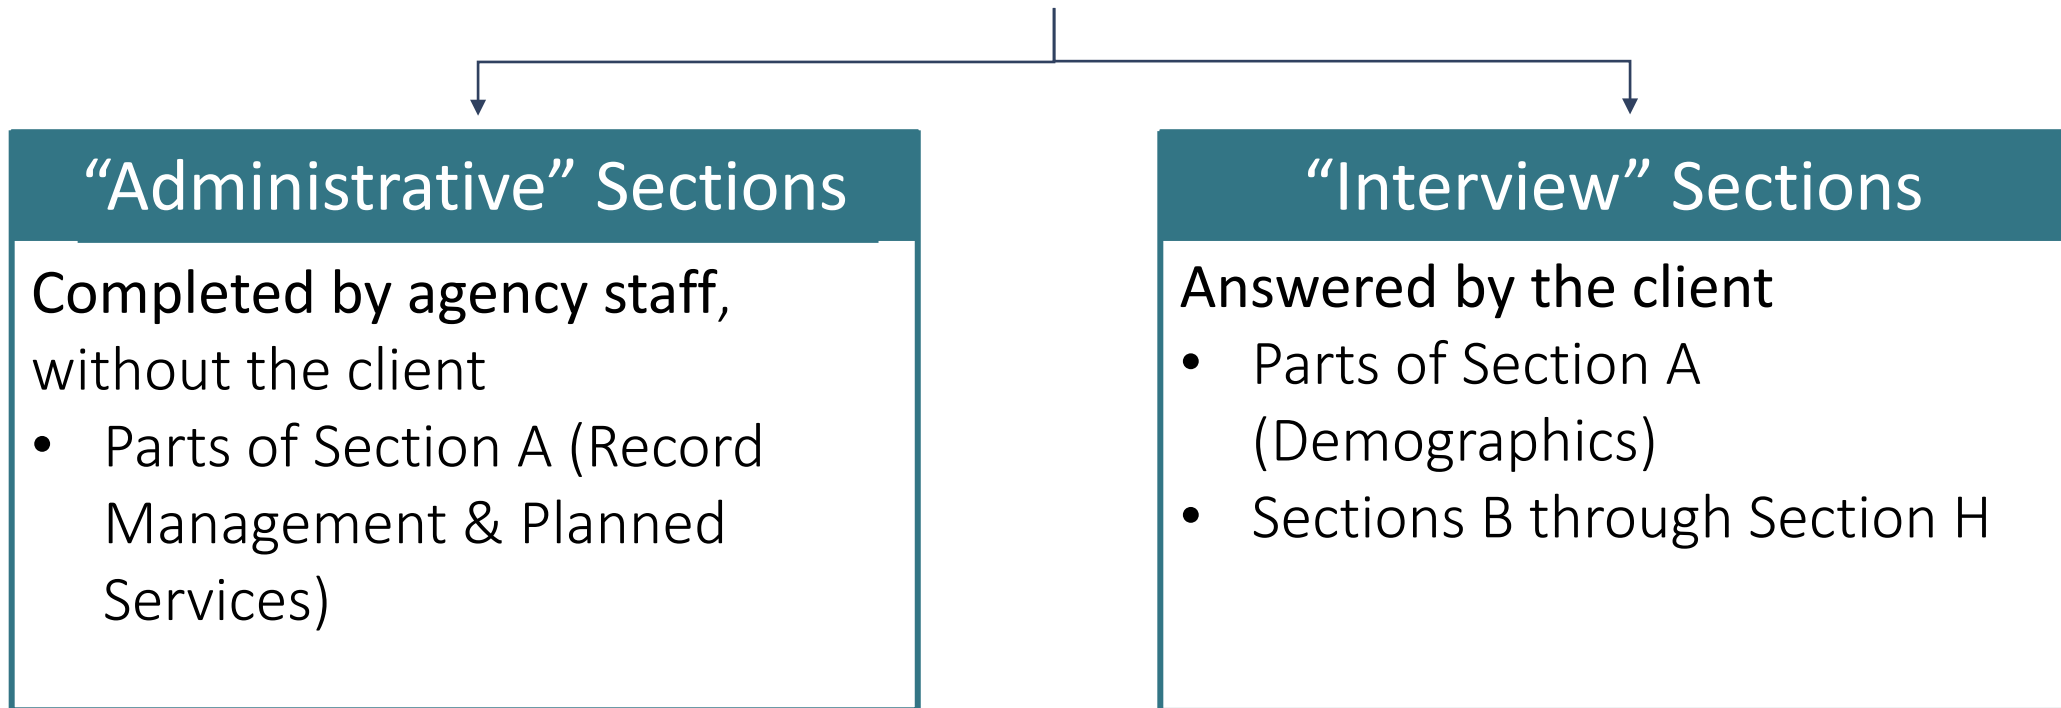 “Administrative” Sections
Completed by agency staff,
without the client
• Parts of Section A (Record
Management & Planned
Services)
“Interview” Sections
Answered by the client
• Parts of Section A
(Demographics)
• Sections B through Section H